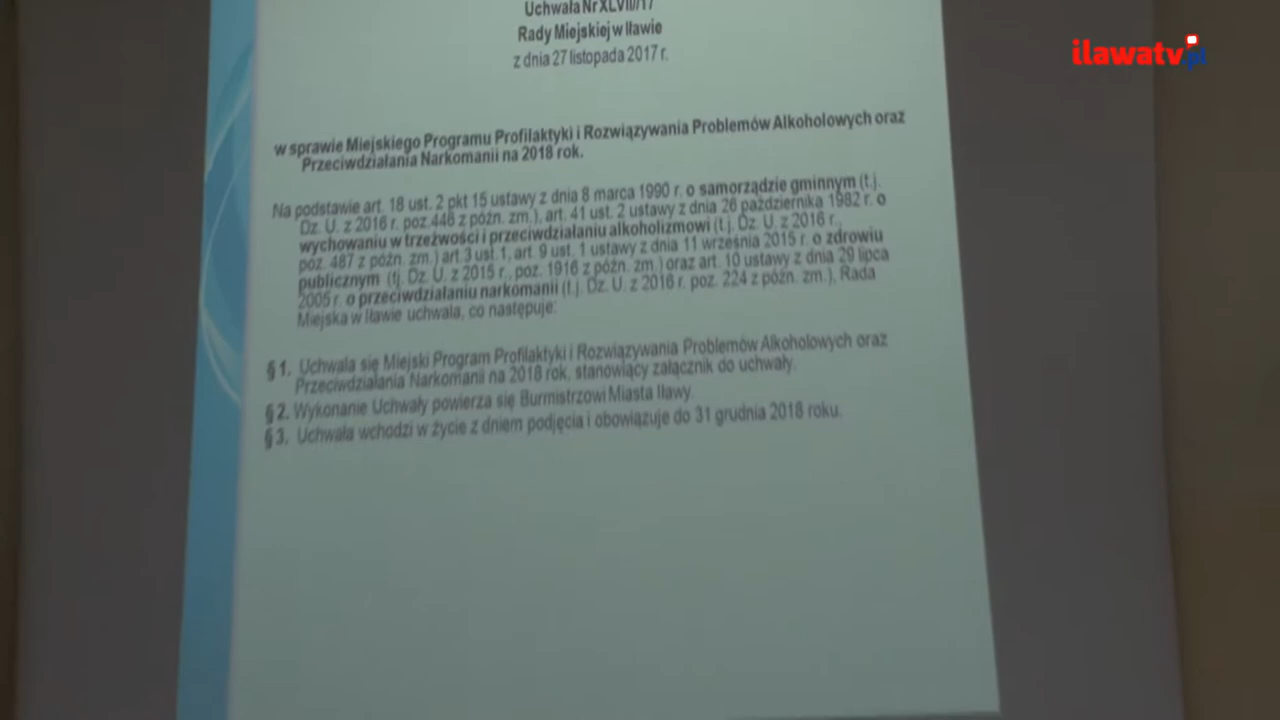 Uchwała Nr XLVIII/17
Rady Miejskiej w Iławie
z dnia 27 listopada 2017 r.
w sprawie Miejskiego Programu Profilaktyki i Rozwiązywania Problemów Alkoholowych oraz
Przeciwdziałania Narkomanii na 2018 rok.
Na podstawie art. 18 ust. 2 pkt 15 ustawy z dnia 8 marca 1990 r. o samorządzie gminnym (t.j.
Dz. U. z 2016 r. poz.446 z późn. zm.), art. 41 ust. 2 ustawy z dnia 26 października 1982 r. o
wychowaniu w trzeźwości i przeciwdziałaniu alkoholizmowi (t.j. Dz. U. z 2016 r.,
poz. 487 z późn. zm.) art 3 ust. 1, art. 9 ust. 1 ustawy z dnia 11 września 2015 r. o zdrowiu
publicznym (tj. Dz. U. z 2015 r., poz. 1916 z późn. zm.) oraz art. 10 ustawy z dnia 29 lipca
2005 r. o przeciwdziałaniu narkomanii (t.j. Dz. U. z 2016 r. poz. 224 z późn. zm.), Rada
Miejska w Iławie uchwala, co następuje:
§ 1. Uchwala się Miejski Program Profilaktyki i Rozwiązywania Problemów Alkoholowych oraz
Przeciwdziałania Narkomanii na 2018 rok, stanowiący załącznik do uchwały.
§ 2. Wykonanie Uchwały powierza się Burmistrzowi Miasta Iławy.
§ 3. Uchwała wchodzi w życie z dniem podjęcia i obowiązuje do 31 grudnia 2018 roku.
ilawatv.pl